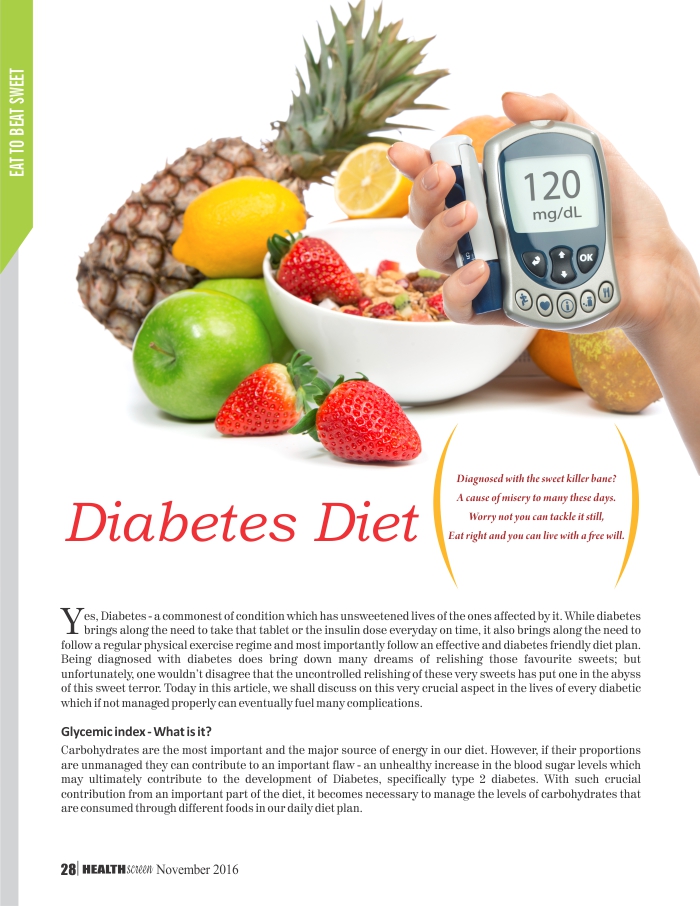 EAT TO BEAT SWEET
120
mg/dL
OK
Diabetes Diet
Diagnosed with the sweet killer bane?
A cause of misery to many these days.
Worry not you can tackle it still,
Eat right and you can live with a free will.
Yes, Diabetes - a commonest of condition which has unsweetened lives of the ones affected by it. While diabetes
brings along the need to take that tablet or the insulin dose everyday on time, it also brings along the need to
follow a regular physical exercise regime and most importantly follow an effective and diabetes friendly diet plan.
Being diagnosed with diabetes does bring down many dreams of relishing those favourite sweets; but
unfortunately, one wouldn't disagree that the uncontrolled relishing of these very sweets has put one in the abyss
of this sweet terror. Today in this article, we shall discuss on this very crucial aspect in the lives of every diabetic
which if not managed properly can eventually fuel many complications.
Glycemic index - What is it?
Carbohydrates are the most important and the major source of energy in our diet. However, if their proportions
are unmanaged they can contribute to an important flaw - an unhealthy increase in the blood sugar levels which
may ultimately contribute to the development of Diabetes, specifically type 2 diabetes. With such crucial
contribution from an important part of the diet, it becomes necessary to manage the levels of carbohydrates that
are consumed through different foods in our daily diet plan.
28| HEALTHscreen November 2016